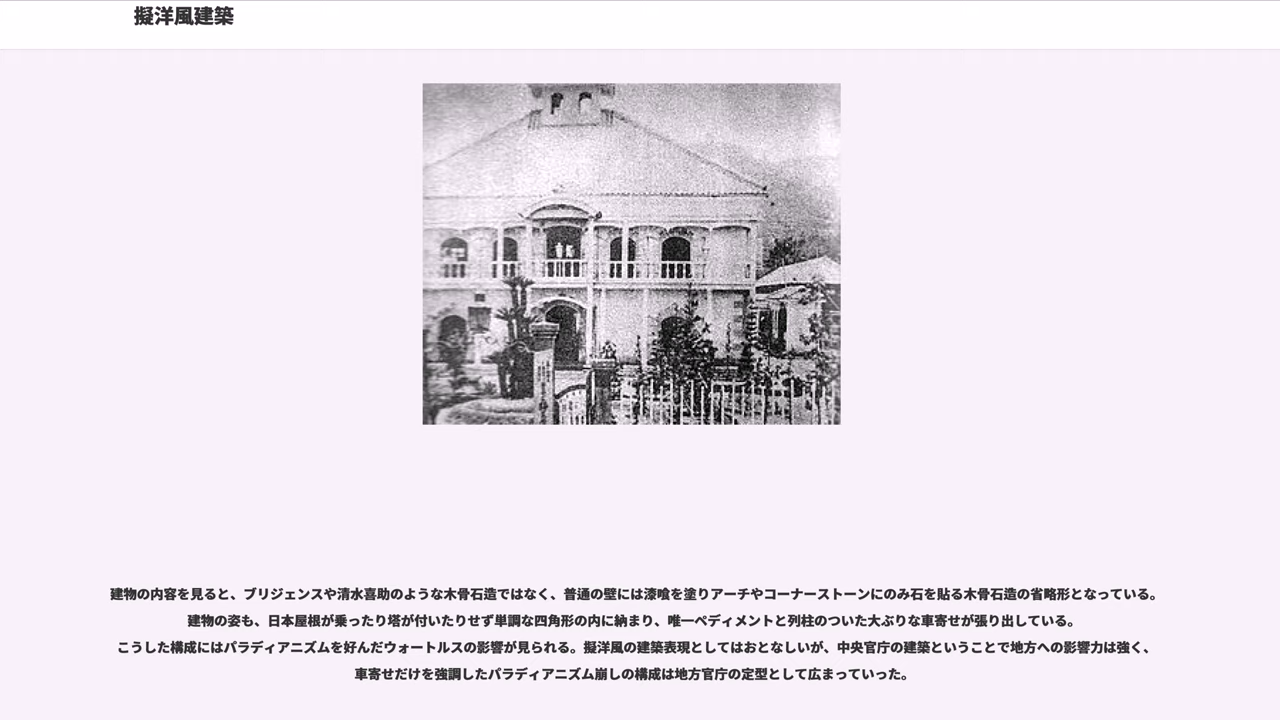 擬洋風建築
建物の内容を見ると、ブリジェンスや清水喜助のような木骨石造ではなく、普通の壁には漆喰を塗りアーチやコーナーストーンにのみ石を貼る木骨石造の省略形となっている。
建物の姿も、日本屋根が乗ったり塔が付いたりせず単調な四角形の内に納まり、唯一ペディメントと列柱のついた大ぶりな車寄せが張り出している。
こうした構成にはパラディアニズムを好んだウォートルスの影響が見られる。擬洋風の建築表現としてはおとなしいが、中央官庁の建築ということで地方への影響力は強く、
車寄せだけを強調したパラディアニズム崩しの構成は地方官庁の定型として広まっていった。